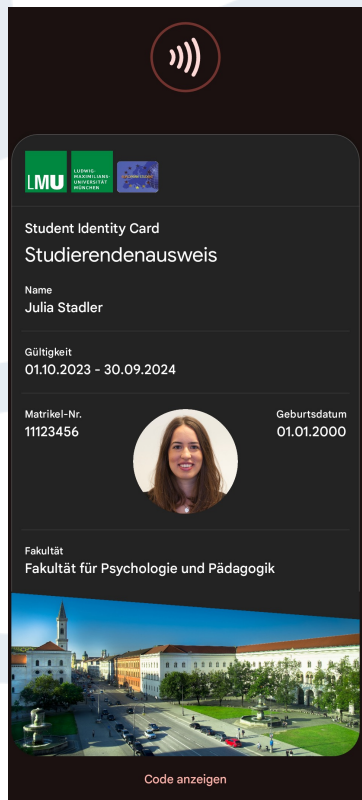 LMU
LUDWIG-
MAXIMILIANS-
UNIVERSITÄT
MÜNCHEN
Student Identity Card
Studierendenausweis
Name
Julia Stadler
Gültigkeit
01.10.2023 - 30.09.2024
Matrikel-Nr.
11123456
Geburtsdatum
01.01.2000
Fakultät
Fakultät für Psychologie und Pädagogik
Code anzeigen